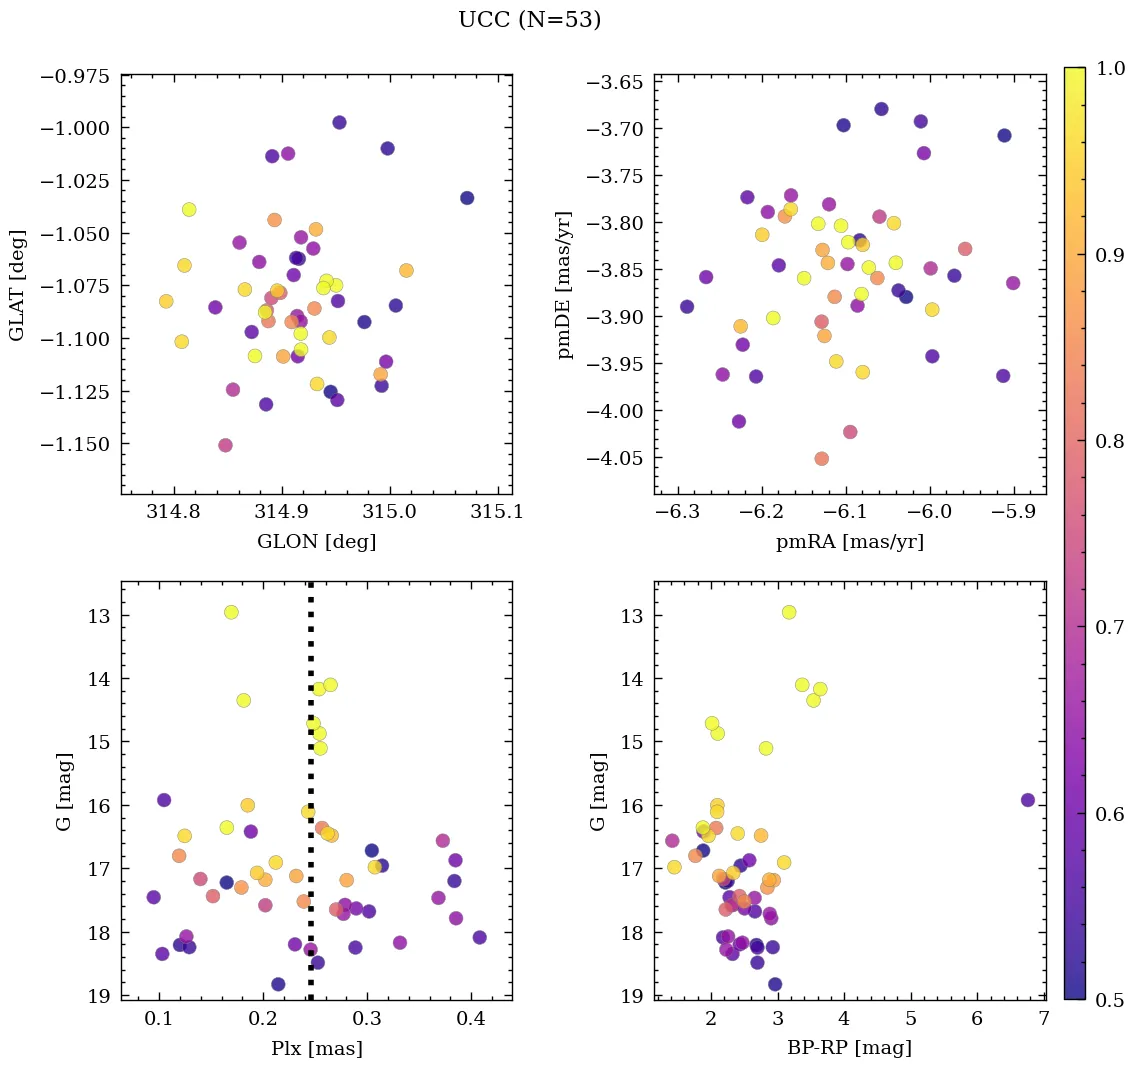 UCC (N=53)
−0.975
−1.000
−1.025
−1.050
−1.075
−1.100
−1.125
−1.150
GLAT [deg]
314.8 314.9 315.0 315.1
GLON [deg]
−3.65
−3.70
−3.75
−3.80
−3.85
−3.90
−3.95
−4.00
−4.05
pmDE [mas/yr]
−6.3 −6.2 −6.1 −6.0 −5.9
pmRA [mas/yr]
13
14
15
16
17
18
19
G [mag]
0.1 0.2 0.3 0.4
Plx [mas]
13
14
15
16
17
18
19
G [mag]
2 3 4 5 6 7
BP-RP [mag]
1.0
0.9
0.8
0.7
0.6
0.5